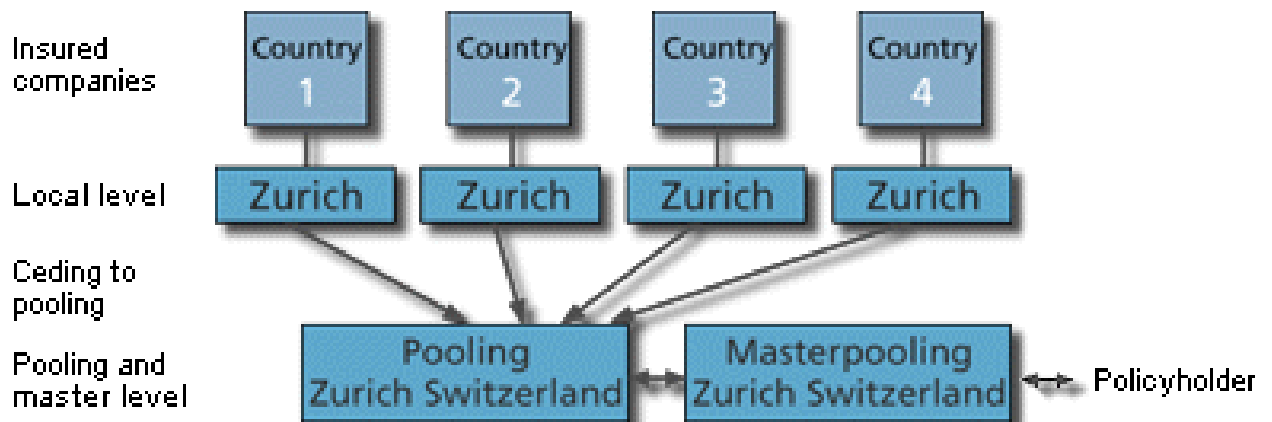 Insured
companies
Country
1
Country
2
Country
3
Country
4
Local level
Zurich
Zurich
Zurich
Zurich
Ceding to
pooling
Pooling and
master level
Pooling
Zurich Switzerland
Masterpooling
Zurich Switzerland
Policyholder